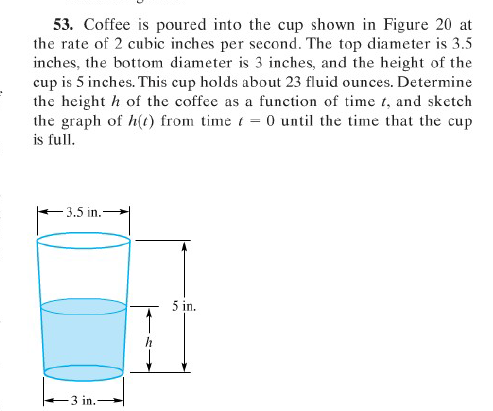 53. Coffee is poured into the cup shown in Figure 20 at
the rate of 2 cubic inches per second. The top diameter is 3.5
inches, the bottom diameter is 3 inches, and the height of the
cup is 5 inches. This cup holds about 23 fluid ounces. Determine
the height h of the coffee as a function of time t, and sketch
the graph of h(t) from time t = 0 until the time that the cup
is full.
3.5 in.
5 in.
h
3 in.